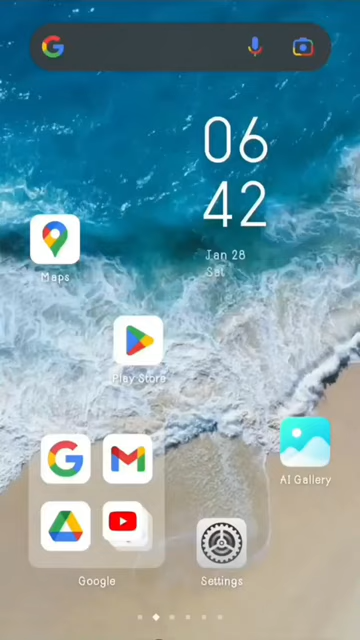 06
42
Jan 28
Sat
Maps
Play Store
AI Gallery
Google
Settings